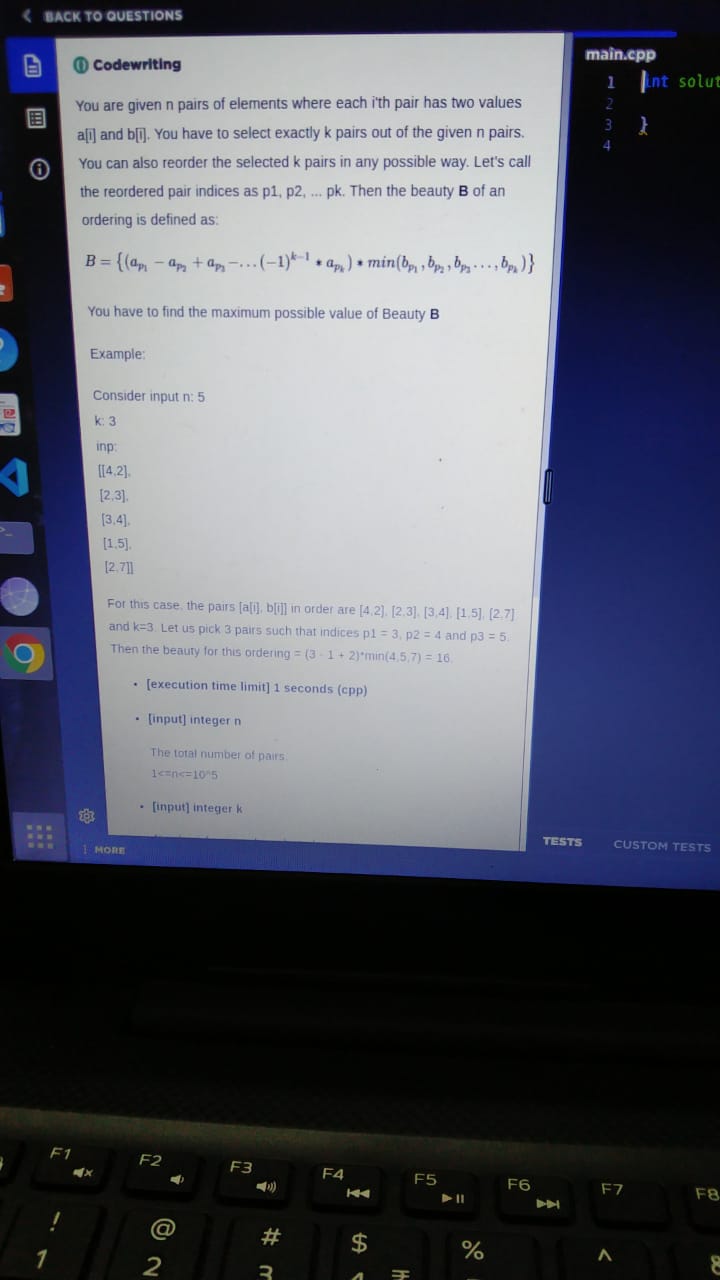 BACK TO QUESTIONS
Codewriting
You are given n pairs of elements where each i'th pair has two values
a[i] and b[i]. You have to select exactly k pairs out of the given n pairs.
You can also reorder the selected k pairs in any possible way. Let's call
the reordered pair indices as p1, p2, ... pk. Then the beauty B of an
ordering is defined as:
B = {(a_{p_1} − a_{p_2} + a_{p_3} − ... (−1)^{k−1} * a_{p_k}) * min(b_{p_1}, b_{p_2}, b_{p_3} ..., b_{p_k})}
You have to find the maximum possible value of Beauty B
Example:
Consider input n: 5
k: 3
inp:
[[4,2],
[2,3],
[3,4],
[1,5],
[2,7]]
For this case, the pairs [a[i], b[i]] in order are [4,2], [2,3], [3,4], [1,5], [2,7]
and k=3. Let us pick 3 pairs such that indices p1 = 3, p2 = 4 and p3 = 5.
Then the beauty for this ordering = (3 - 1 + 2)*min(4,5,7) = 16.
• [execution time limit] 1 seconds (cpp)
• [input] integer n
The total number of pairs.
1<=n<=10^5
• [input] integer k
MORE
main.cpp
1 int solut
2
3 }
4
TESTS CUSTOM TESTS
F1 F2 F3 F4 F5 F6 F7 F8
! @ # $ % ^
1 2 3 4 ₹ 8